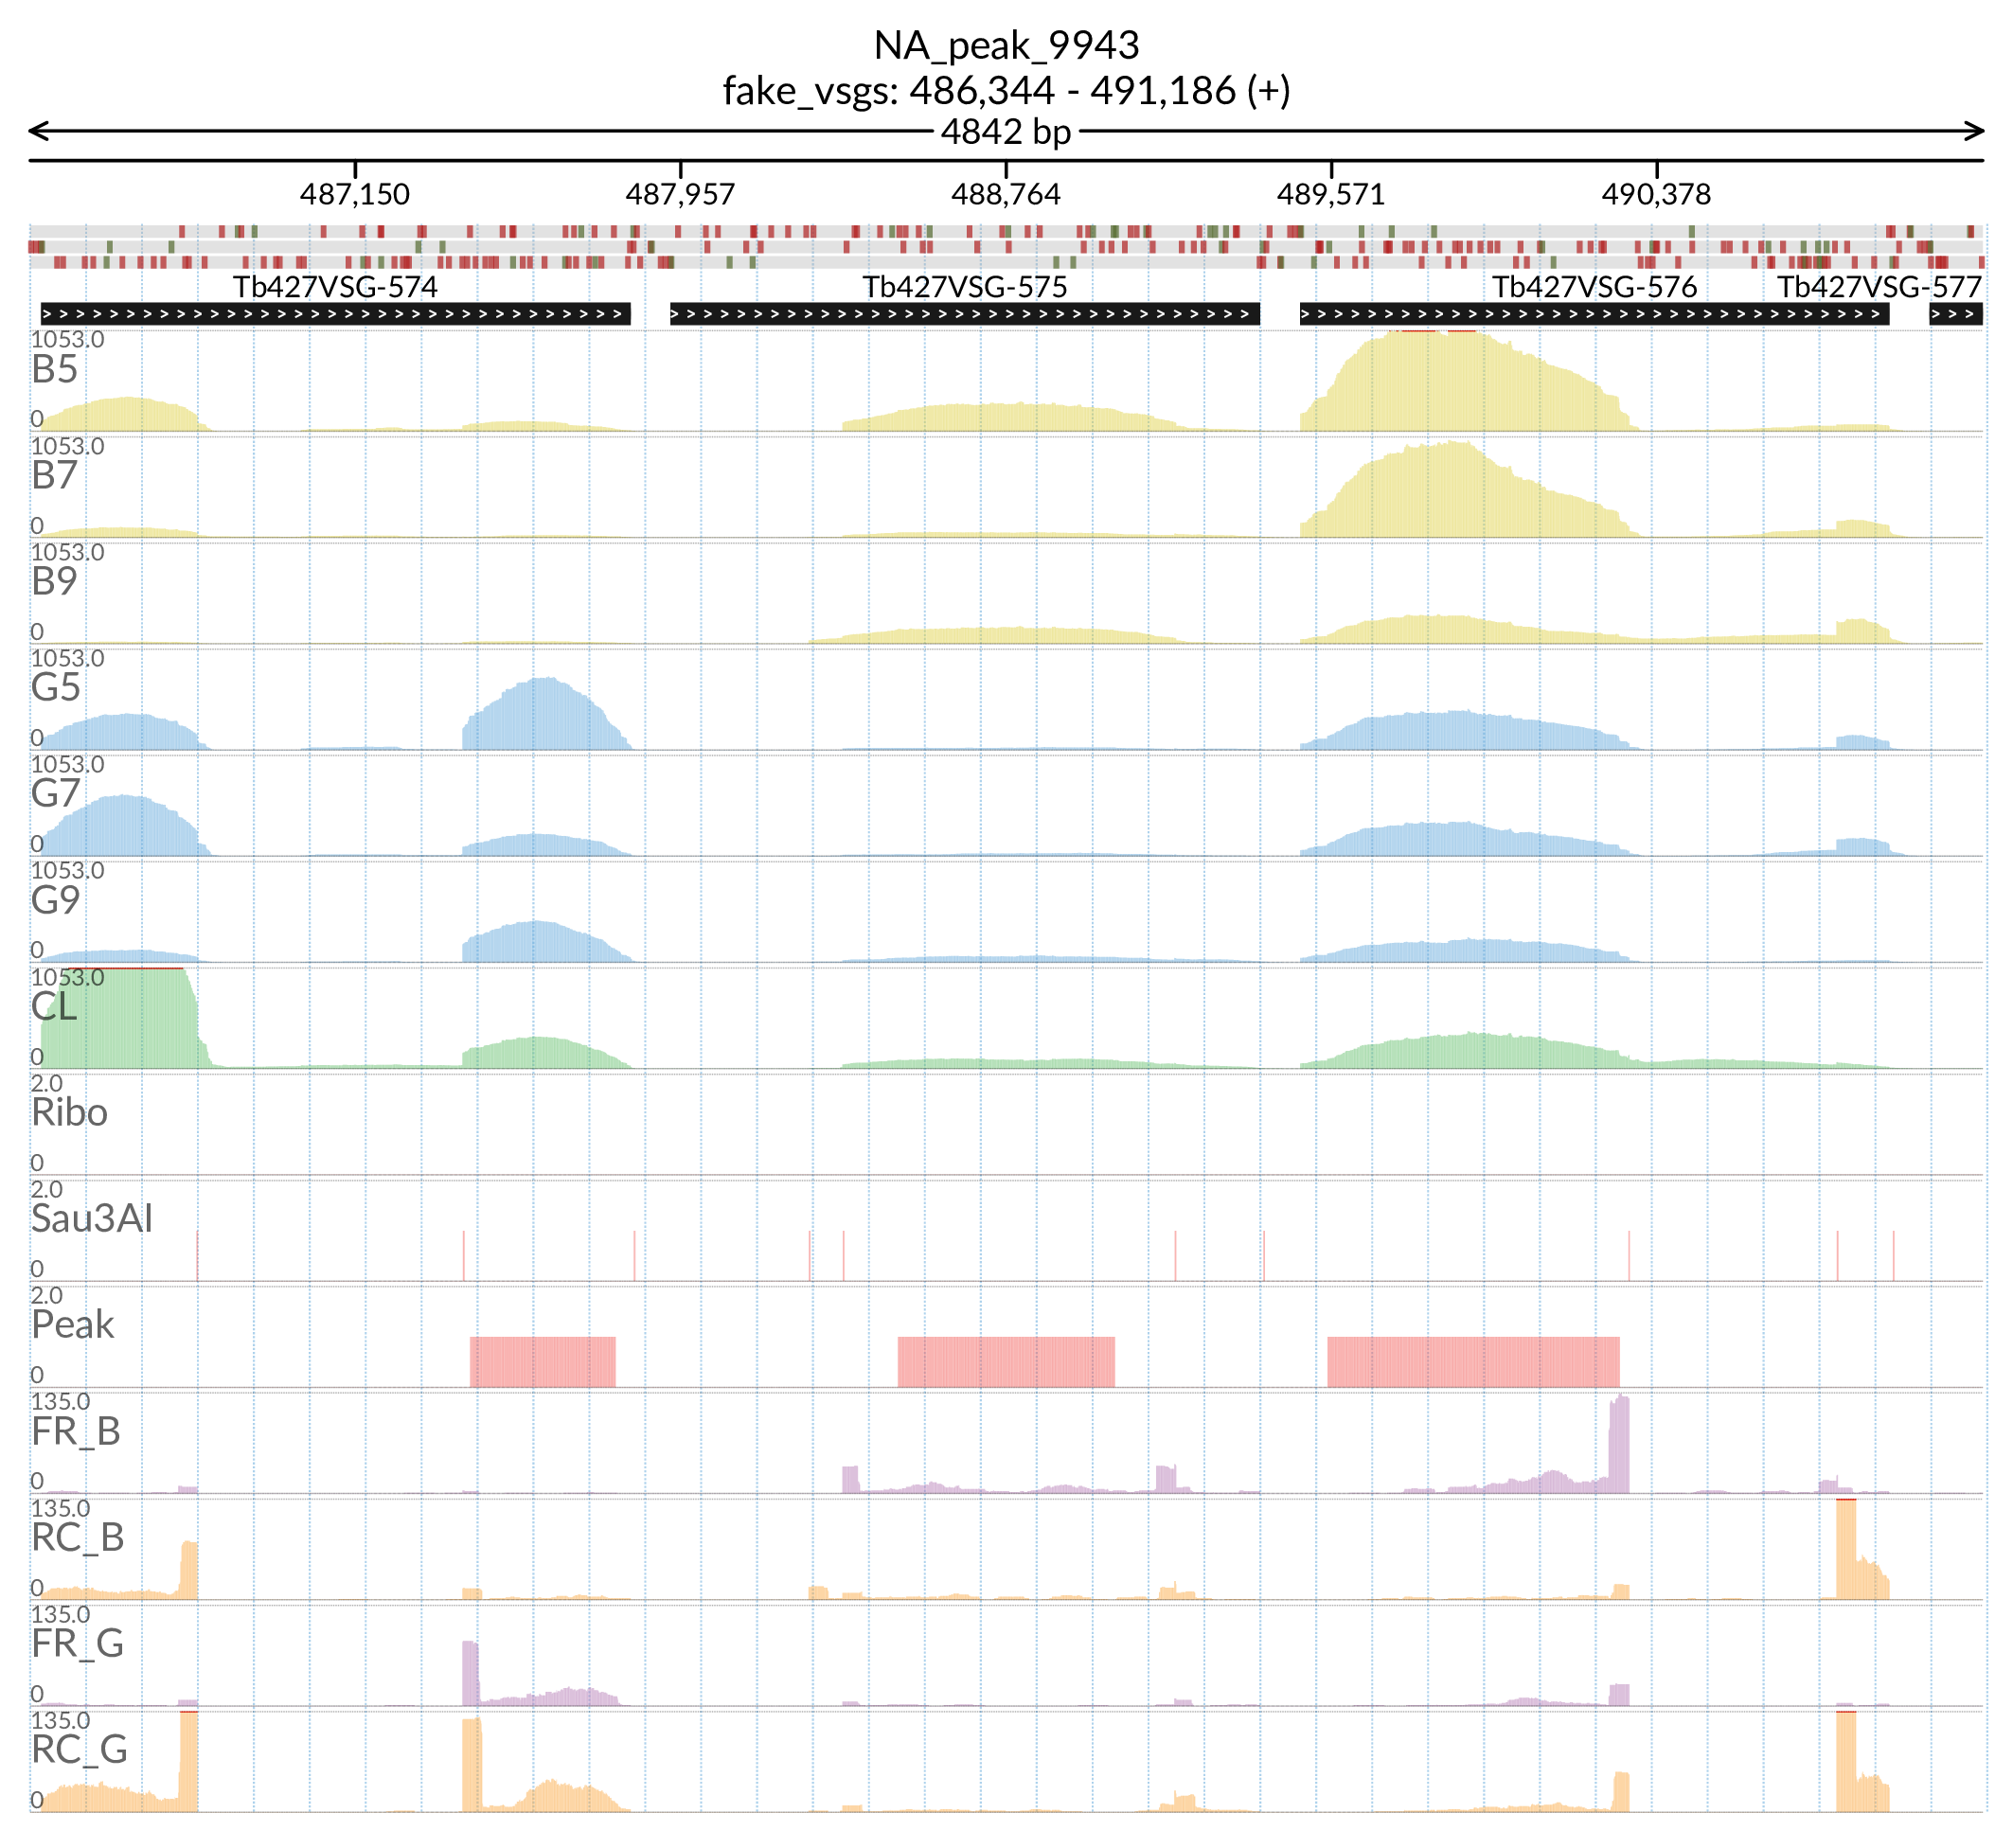 NA_peak_9943
fake_vsgs: 486,344 - 491,186 (+)
4842 bp
487,150 487,957 488,764 489,571 490,378
Tb427VSG-574 Tb427VSG-575 Tb427VSG-576 Tb427VSG-577
1053.0
B5
0
1053.0
B7
0
1053.0
B9
0
1053.0
G5
0
1053.0
G7
0
1053.0
G9
0
1053.0
CL
0
2.0
Ribo
0
2.0
Sau3AI
0
2.0
Peak
0
135.0
FR_B
0
135.0
RC_B
0
135.0
FR_G
0
135.0
RC_G
0